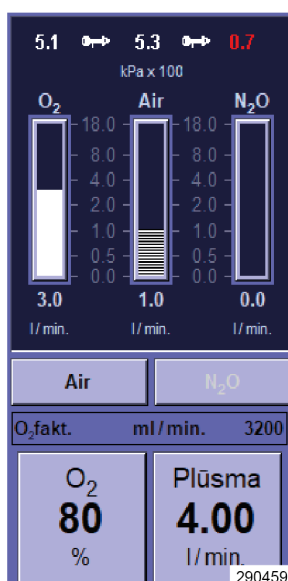 5.1 5.3 0.7
kPa x 100
O₂ Air N₂O
18.0 18.0
8.0 8.0
4.0 4.0
2.0 2.0
1.0 1.0
0.5 0.5
0.0 0.0
3.0 1.0 0.0
l/min. l/min. l/min.
Air N₂O
O₂fakt. ml/min. 3200
O₂ Plūsma
80 4.00
% l/min.
290459